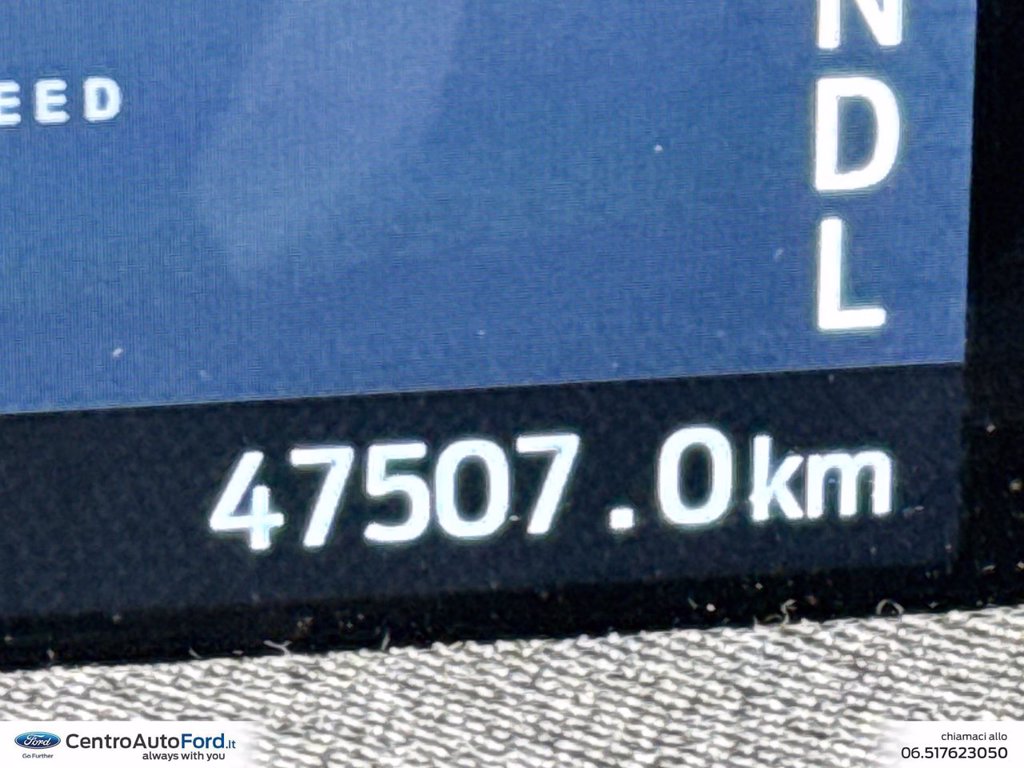 N
EED
D
L
47507.0km
Ford
Go Further
CentroAutoFord.it
always with you
chiamaci allo
06.517623050